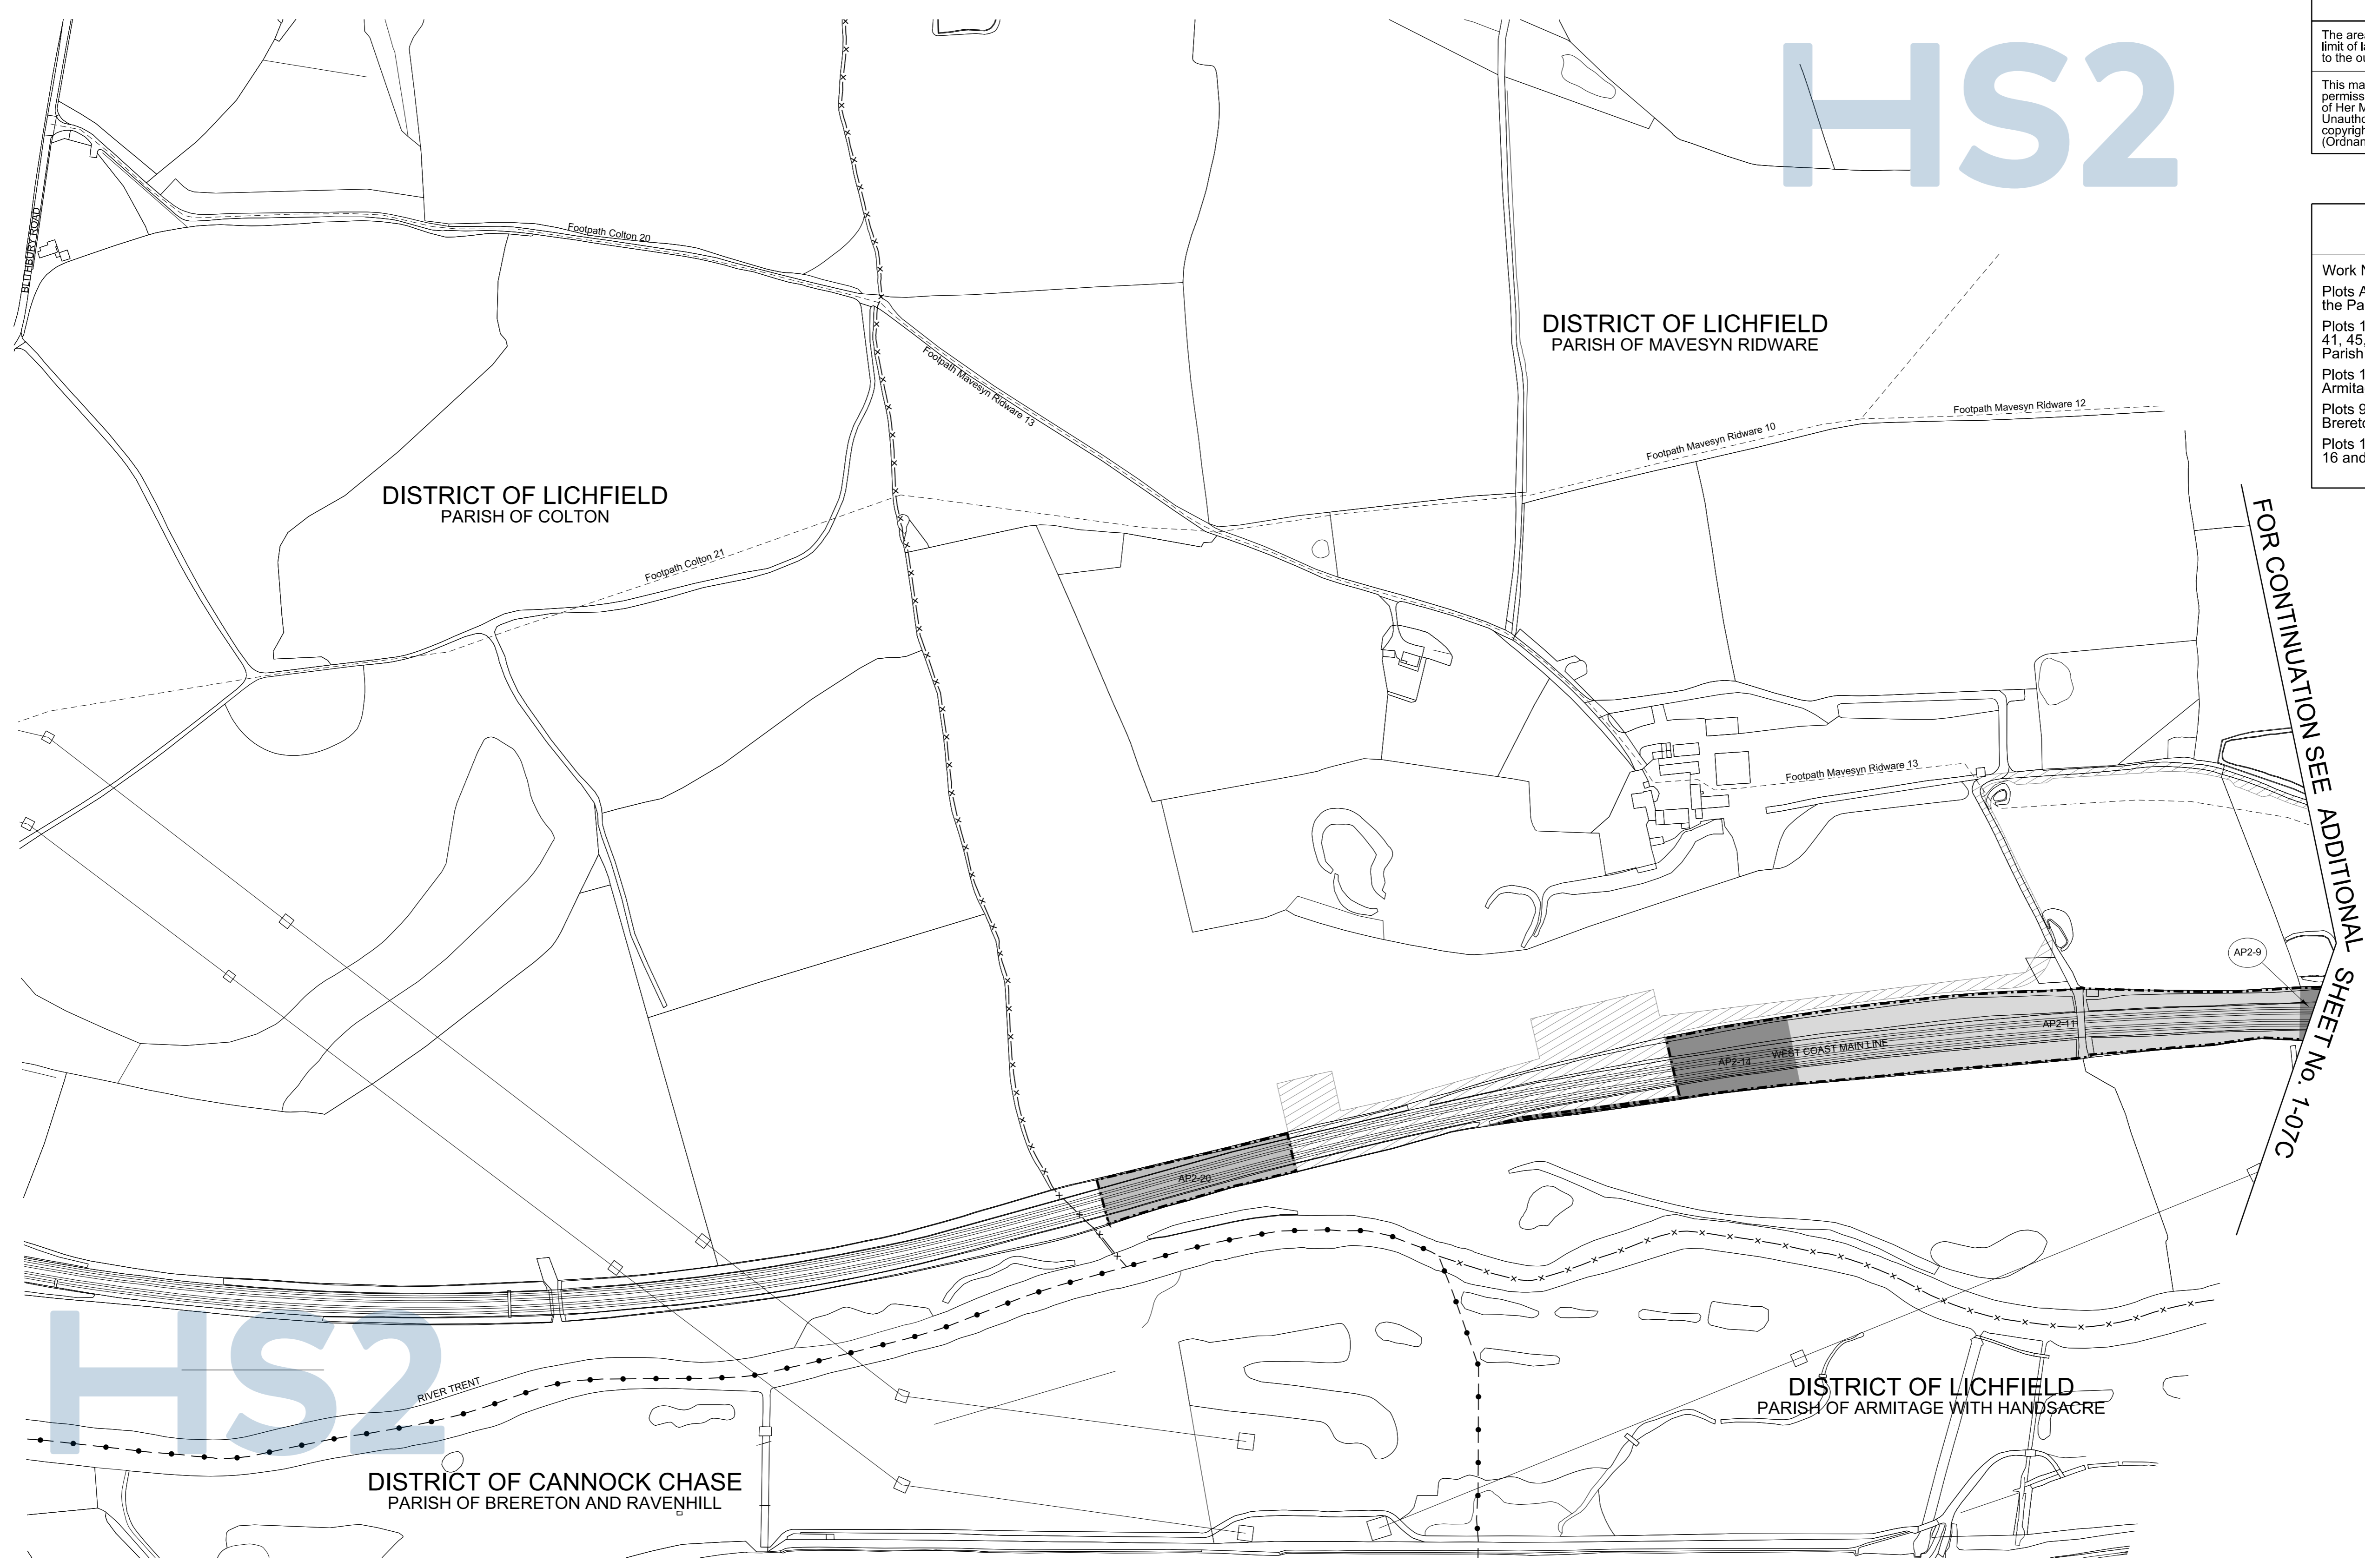 HS2
The area
limit of la
to the ou
This ma
permiss
of Her M
Unautho
copyrigh
(Ordnan
Work N
Plots A
the Pa
Plots 1
41, 45,
Parish
Plots 1
Armita
Plots 9
Brereto
Plots 1
16 and
BLITHBURY ROAD
Footpath Colton 20
DISTRICT OF LICHFIELD
PARISH OF MAVESYN RIDWARE
Footpath Mavesyn Ridware 13
Footpath Mavesyn Ridware 12
Footpath Mavesyn Ridware 10
DISTRICT OF LICHFIELD
PARISH OF COLTON
Footpath Colton 21
FOR CONTINUATION SEE ADDITIONAL SHEET No. 1-07C
Footpath Mavesyn Ridware 13
AP2-9
AP2-11
WEST COAST MAIN LINE
AP2-14
AP2-20
HS2
RIVER TRENT
DISTRICT OF LICHFIELD
PARISH OF ARMITAGE WITH HANDSACRE
DISTRICT OF CANNOCK CHASE
PARISH OF BRERETON AND RAVENHILL